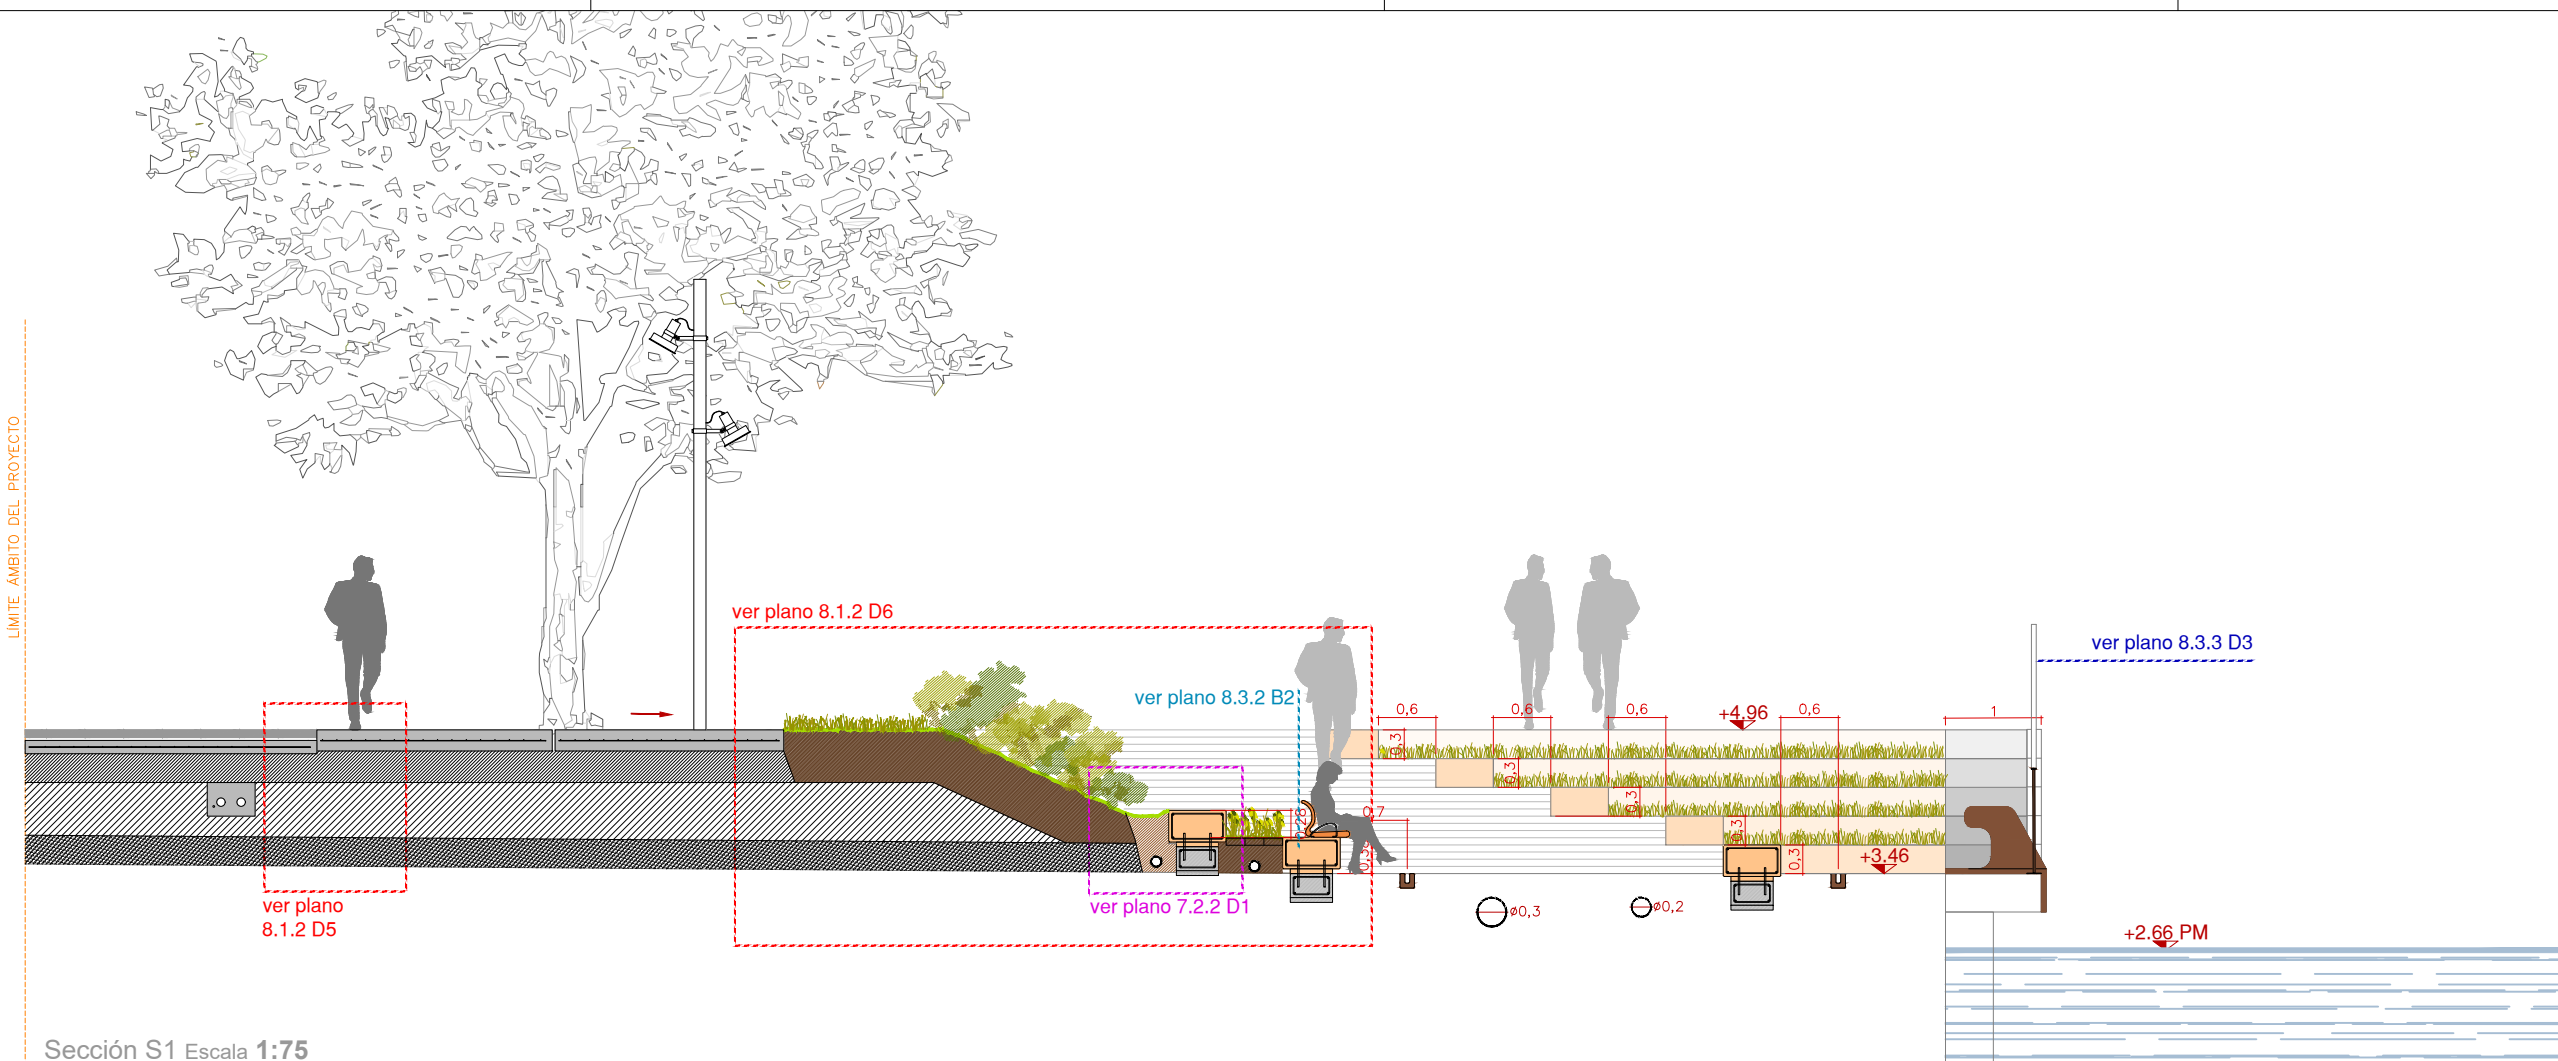 LÍMITE ÁMBITO DEL PROYECTO
ver plano 8.1.2 D6
ver plano 8.3.3 D3
ver plano 8.3.2 B2
0,6
0,6
0,6
+4.96
0,6
1
0,3
0,3
0,3
0,3
0,3
0,7
+3.46
ver plano
8.1.2 D5
ver plano 7.2.2 D1
ø0,3
ø0,2
+2.66 PM
Sección S1 Escala 1:75